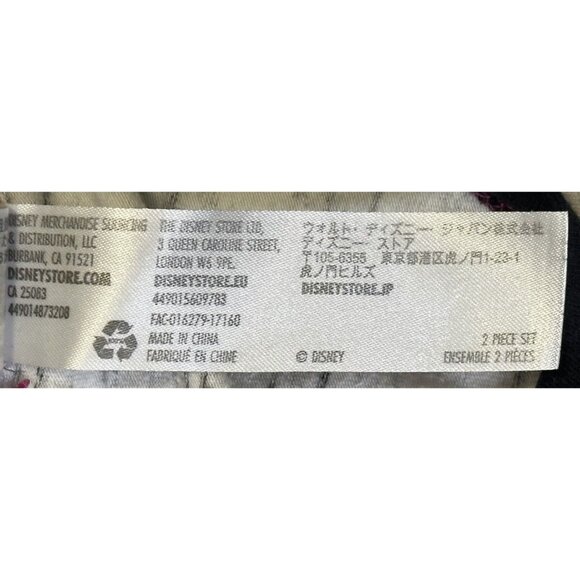 DISNEY MERCHANDISE SOURCING
& DISTRIBUTION, LLC
BURBANK, CA 91521
DISNEYSTORE.COM
CA 25083
449014873208
THE DISNEY STORE LTD,
3 QUEEN CAROLINE STREET,
LONDON W6 9PE.
DISNEYSTORE.EU
449015609783
FAC-016279-17160
MADE IN CHINA
FABRIQUÉ EN CHINE
ウォルト・ディズニー・ジャパン株式会社
ディズニー・ストア
〒105-6355 東京都港区虎ノ門1-23-1
虎ノ門ヒルズ
DISNEYSTORE.JP
© DISNEY
2 PIECE SET
ENSEMBLE 2 PIÈCES